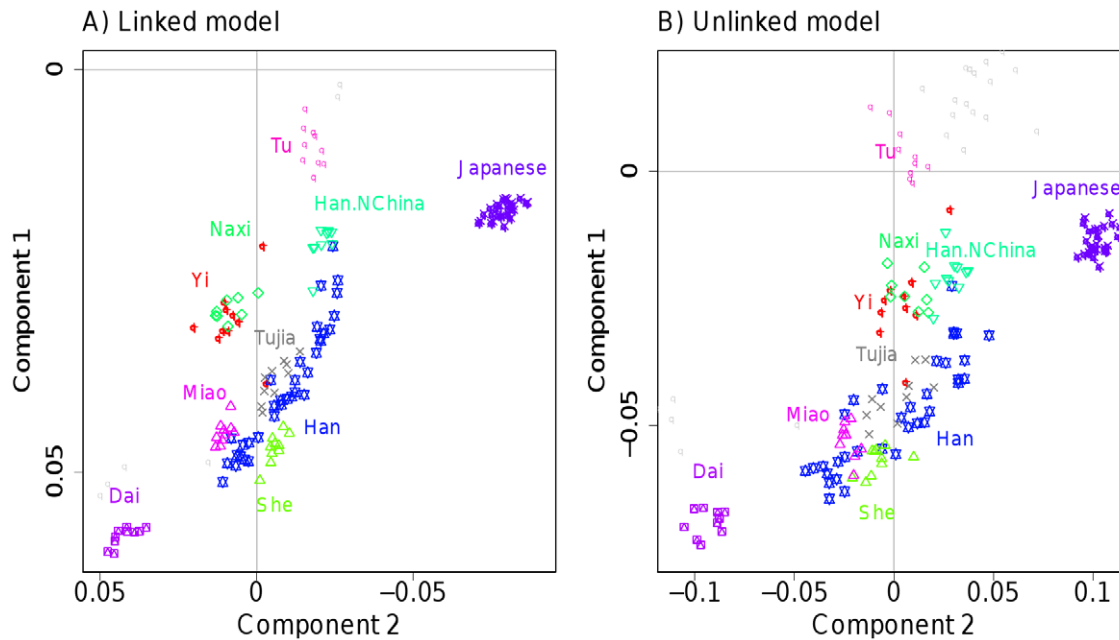 A) Linked model
B) Unlinked model
Component 1
0
0.05
Tu
Japanese
Han.NChina
Naxi
Yi
Tujia
Miao
Han
She
Dai
0.05
0
−0.05
Component 2
Component 1
0
−0.05
Tu
Japanese
Naxi
Han.NChina
Yi
Tujia
Miao
Han
Dai
She
−0.1
−0.05
0
0.05
0.1
Component 2